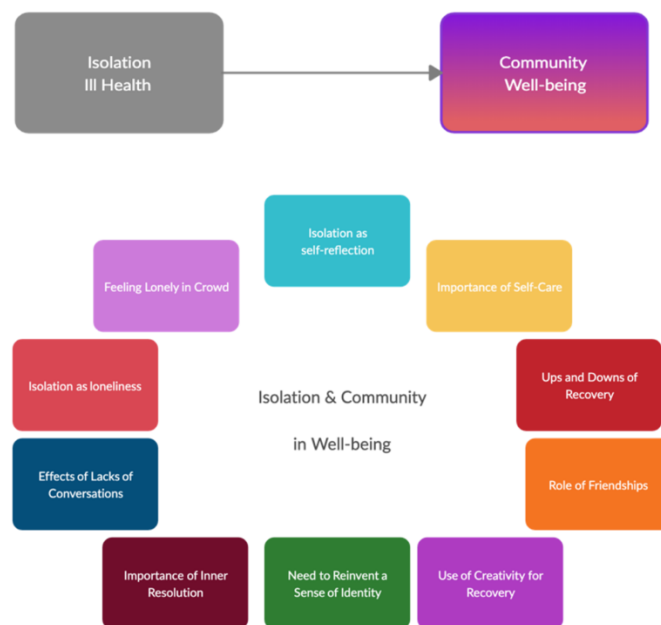 Isolation
Ill Health
Community
Well-being
Isolation as
self-reflection
Feeling Lonely in Crowd
Importance of Self-Care
Isolation as loneliness
Ups and Downs of
Recovery
Isolation & Community
in Well-being
Effects of Lacks of
Conversations
Role of Friendships
Importance of Inner
Resolution
Need to Reinvent a
Sense of Identity
Use of Creativity for
Recovery